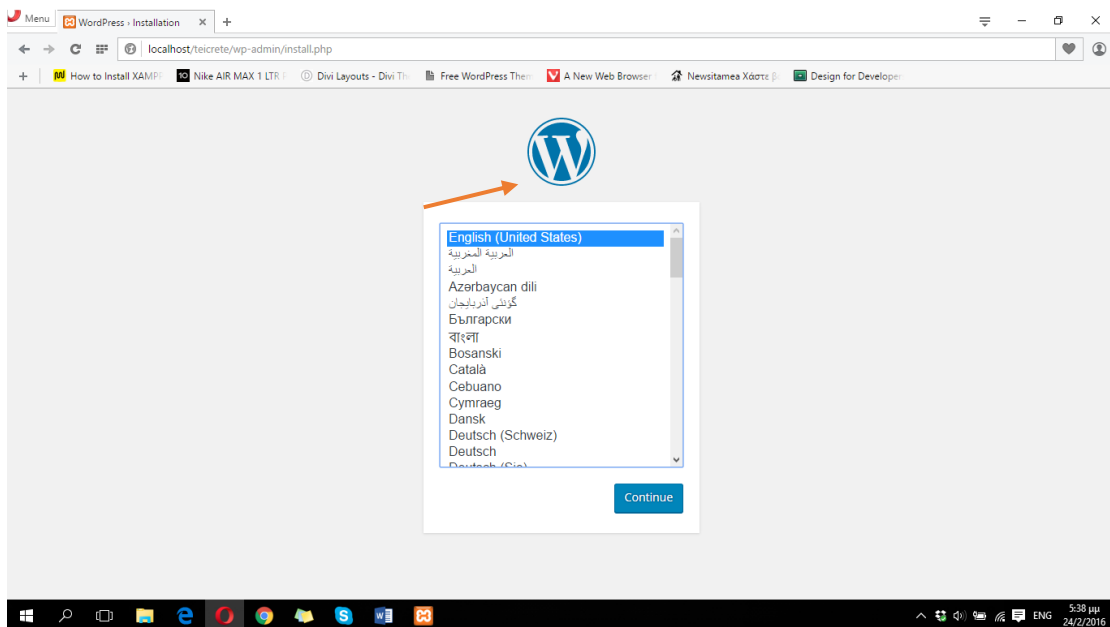 Menu
WordPress › Installation
localhost/teicrete/wp-admin/install.php
How to Install XAMP
Nike AIR MAX 1 LTR
Divi Layouts - Divi Th
Free WordPress Them
A New Web Browser
Newsitamea Χάστε β
Design for Developer
English (United States)
العربية المغربية
العربية
Azərbaycan dili
گؤنئی آذربایجان
Български
বাংলা
Bosanski
Català
Cebuano
Cymraeg
Dansk
Deutsch (Schweiz)
Deutsch
Deutsch (Sie)
Continue
ENG
5:38 μμ
24/2/2016